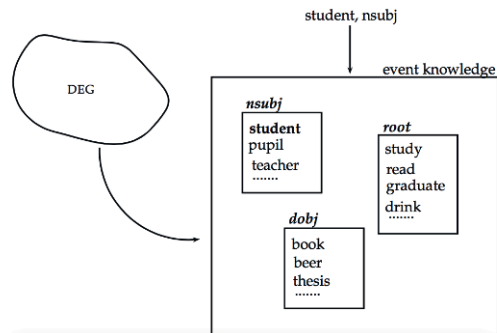 student, nsubj
event knowledge
DEG
nsubj
student
pupil
teacher
.......
root
study
read
graduate
drink
.......
dobj
book
beer
thesis
.......